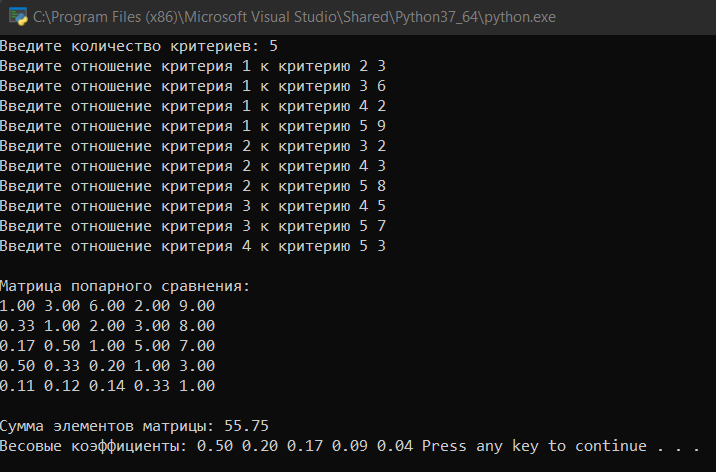 C:\Program Files (x86)\Microsoft Visual Studio\Shared\Python37_64\python.exe
Введите количество критериев: 5
Введите отношение критерия 1 к критерию 2 3
Введите отношение критерия 1 к критерию 3 6
Введите отношение критерия 1 к критерию 4 2
Введите отношение критерия 1 к критерию 5 9
Введите отношение критерия 2 к критерию 3 2
Введите отношение критерия 2 к критерию 4 3
Введите отношение критерия 2 к критерию 5 8
Введите отношение критерия 3 к критерию 4 5
Введите отношение критерия 3 к критерию 5 7
Введите отношение критерия 4 к критерию 5 3
Матрица попарного сравнения:
1.00 3.00 6.00 2.00 9.00
0.33 1.00 2.00 3.00 8.00
0.17 0.50 1.00 5.00 7.00
0.50 0.33 0.20 1.00 3.00
0.11 0.12 0.14 0.33 1.00
Сумма элементов матрицы: 55.75
Весовые коэффициенты: 0.50 0.20 0.17 0.09 0.04 Press any key to continue . . .